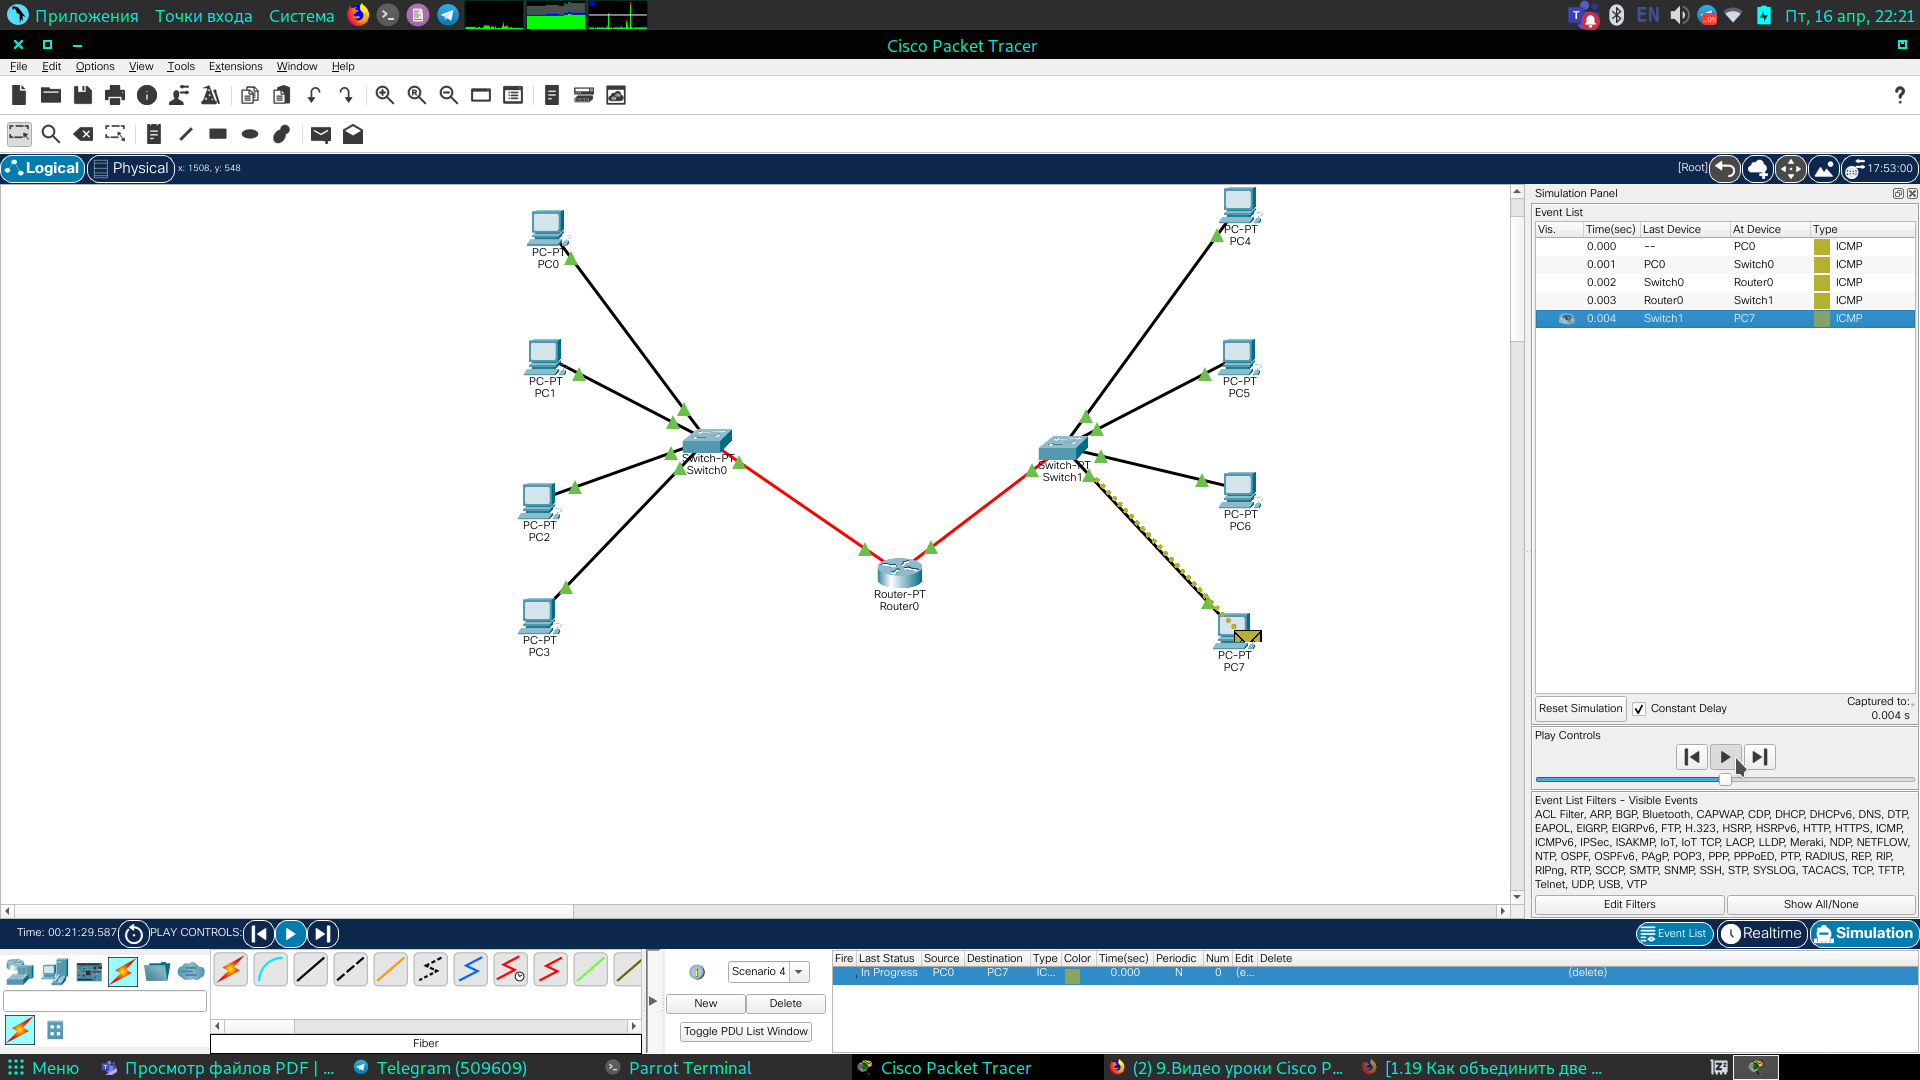 Приложения Точки входа Система EN Пт, 16 апр, 22:21
Cisco Packet Tracer
File Edit Options View Tools Extensions Window Help
Logical Physical x: 1508, y: 548 [Root] 17:53:00
Simulation Panel
Event List
Vis. Time(sec) Last Device At Device Type
0.000 -- PC0 ICMP
0.001 PC0 Switch0 ICMP
0.002 Switch0 Router0 ICMP
0.003 Router0 Switch1 ICMP
0.004 Switch1 PC7 ICMP
PC-PT
PC0
PC-PT
PC4
PC-PT
PC1
PC-PT
PC5
Switch-PT
Switch0
Switch-PT
Switch1
PC-PT
PC2
PC-PT
PC6
Router-PT
Router0
PC-PT
PC3
PC-PT
PC7
Reset Simulation Constant Delay Captured to:
0.004 s
Play Controls
Event List Filters - Visible Events
ACL Filter, ARP, BGP, Bluetooth, CAPWAP, CDP, DHCP, DHCPv6, DNS, DTP,
EAPOL, EIGRP, EIGRPv6, FTP, H.323, HSRP, HSRPv6, HTTP, HTTPS, ICMP,
ICMPv6, IPSec, ISAKMP, IoT, IoT TCP, LACP, LLDP, Meraki, NDP, NETFLOW,
NTP, OSPF, OSPFv6, PAgP, POP3, PPP, PPPoED, PTP, RADIUS, REP, RIP,
RIPng, RTP, SCCP, SMTP, SNMP, SSH, STP, SYSLOG, TACACS, TCP, TFTP,
Telnet, UDP, USB, VTP
Edit Filters Show All/None
Time: 00:21:29.587 PLAY CONTROLS: Event List Realtime Simulation
Scenario 4
New Delete
Toggle PDU List Window
Fiber
Fire Last Status Source Destination Type Color Time(sec) Periodic Num Edit Delete
In Progress PC0 PC7 IC... 0.000 N 0 (e... (delete)
Меню Просмотр файлов PDF | ... Telegram (509609) Parrot Terminal Cisco Packet Tracer (2) 9.Видео уроки Cisco P... [1.19 Как объединить две ...